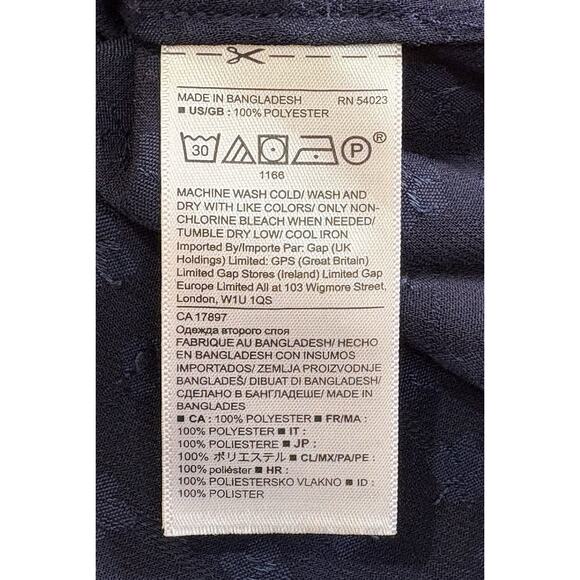 MADE IN BANGLADESH RN 54023
■ US/GB : 100% POLYESTER
30 P ®
1166
MACHINE WASH COLD/ WASH AND
DRY WITH LIKE COLORS/ ONLY NON-
CHLORINE BLEACH WHEN NEEDED/
TUMBLE DRY LOW/ COOL IRON
Imported By/Importe Par: Gap (UK
Holdings) Limited: GPS (Great Britain)
Limited Gap Stores (Ireland) Limited Gap
Europe Limited All at 103 Wigmore Street,
London, W1U 1QS
CA 17897
Одежда второго слоя
FABRIQUE AU BANGLADESH/ HECHO
EN BANGLADESH CON INSUMOS
IMPORTADOS/ ZEMLJA PROIZVODNJE
BANGLADEŠ/ DIBUAT DI BANGLADESH/
СДЕЛАНО В БАНГЛАДЕШЕ/ MADE IN
BANGLADES
■ CA : 100% POLYESTER ■ FR/MA :
100% POLYESTER ■ IT :
100% POLIESTERE ■ JP :
100% ポリエステル ■ CL/MX/PA/PE :
100% poliéster ■ HR :
100% POLIESTERSKO VLAKNO ■ ID :
100% POLISTER